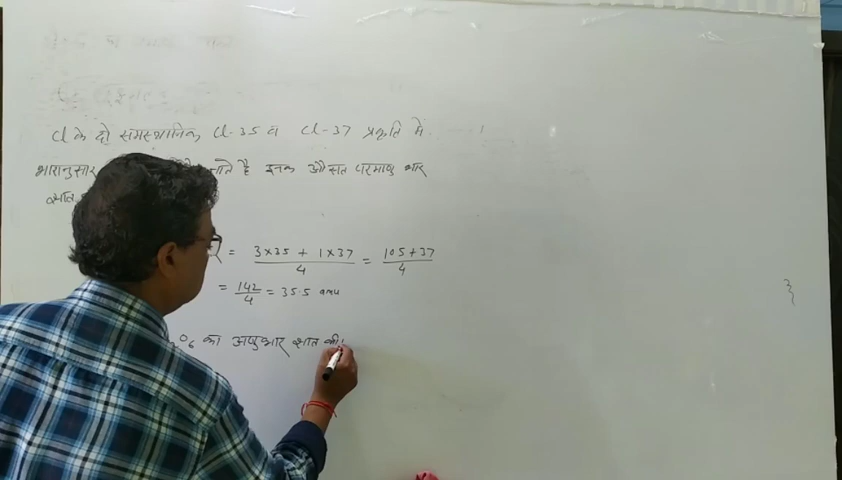 Cl के दो समस्थानिक Cl-35 व Cl-37 प्रकृति में
भारानुसार है इनका औसत परमाणु भार
= 3×35 + 1×37 / 4 = 105+37 / 4
= 142/4 = 35.5 amu
O6 का अणुभार ज्ञात